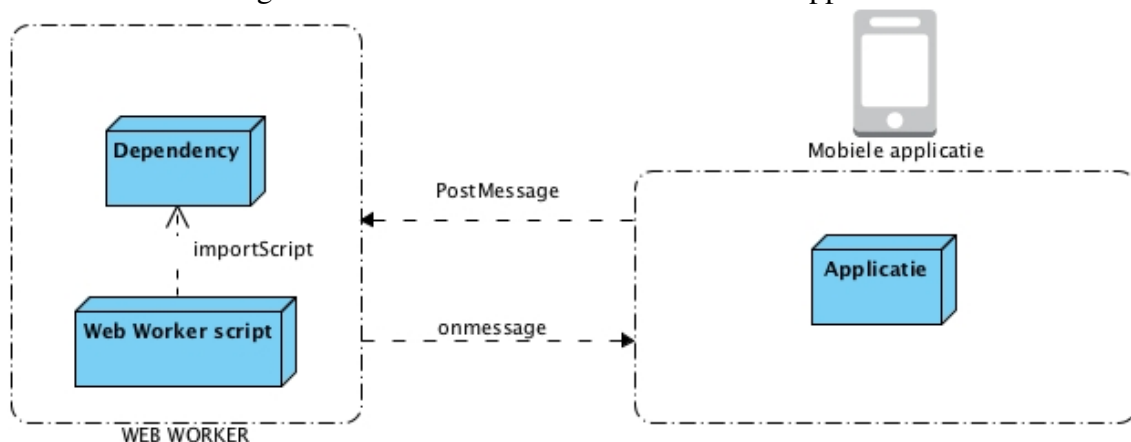 Dependency
importScript
Web Worker script
WEB WORKER
PostMessage
onmessage
Mobiele applicatie
Applicatie